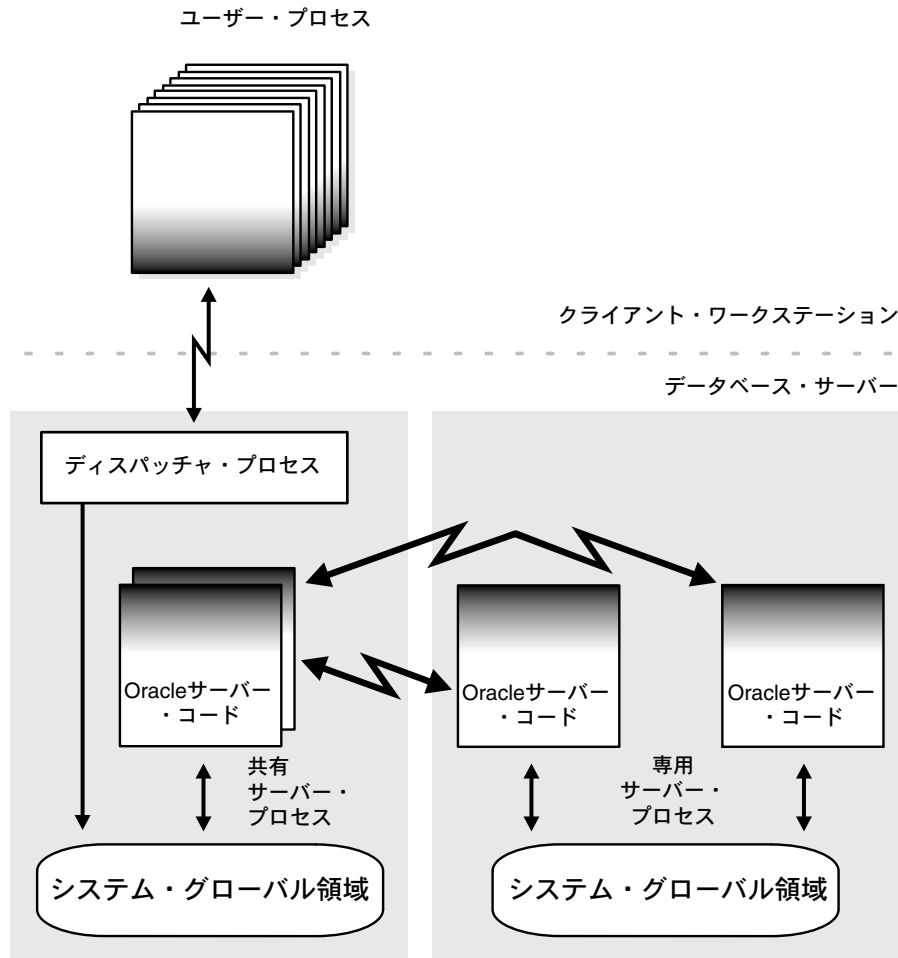 ユーザー・プロセス
クライアント・ワークステーション
データベース・サーバー
ディスパッチャ・プロセス
Oracleサーバー
・コード
Oracleサーバー
・コード
Oracleサーバー
・コード
共有
サーバー・
プロセス
専用
サーバー・
プロセス
システム・グローバル領域
システム・グローバル領域